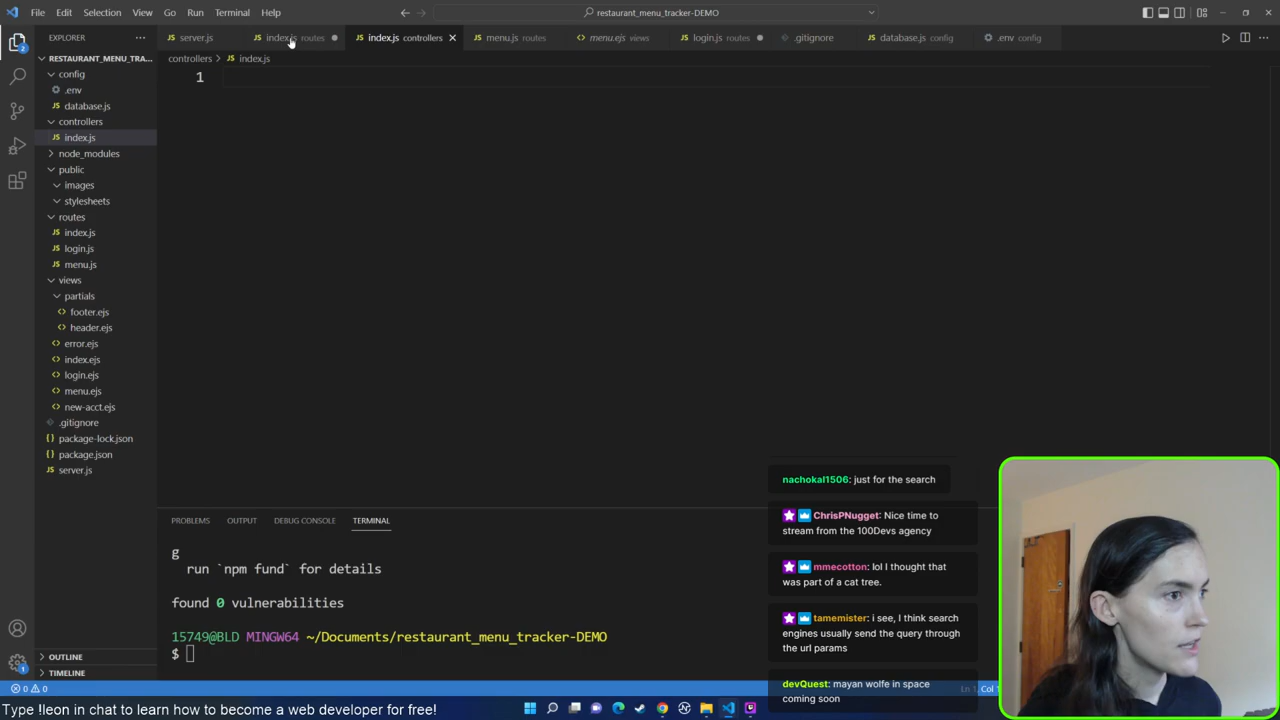 File Edit Selection View Go Run Terminal Help
restaurant_menu_tracker-DEMO
EXPLORER
server.js
index.js routes
index.js controllers
menu.js routes
menu.ejs views
login.js routes
.gitignore
database.js config
.env config
RESTAURANT_MENU_TRA...
controllers > index.js
config
.env
database.js
controllers
index.js
node_modules
public
images
stylesheets
routes
index.js
login.js
menu.js
views
partials
footer.ejs
header.ejs
error.ejs
index.ejs
login.ejs
menu.ejs
new-acct.ejs
.gitignore
package-lock.json
package.json
server.js
OUTLINE
TIMELINE
1
PROBLEMS OUTPUT DEBUG CONSOLE TERMINAL
g
run `npm fund` for details
found 0 vulnerabilities
15749@BLD MINGW64 ~/Documents/restaurant_menu_tracker-DEMO
$
nachokal1506: just for the search
ChrisPNugget: Nice time to
stream from the 100Devs agency
mmecotton: lol I thought that
was part of a cat tree.
tamemister: i see, I think search
engines usually send the query through
the url params
devQuest: mayan wolfe in space
coming soon
2
1
0 0
Ln 1, Col 1
Type !leon in chat to learn how to become a web developer for free!